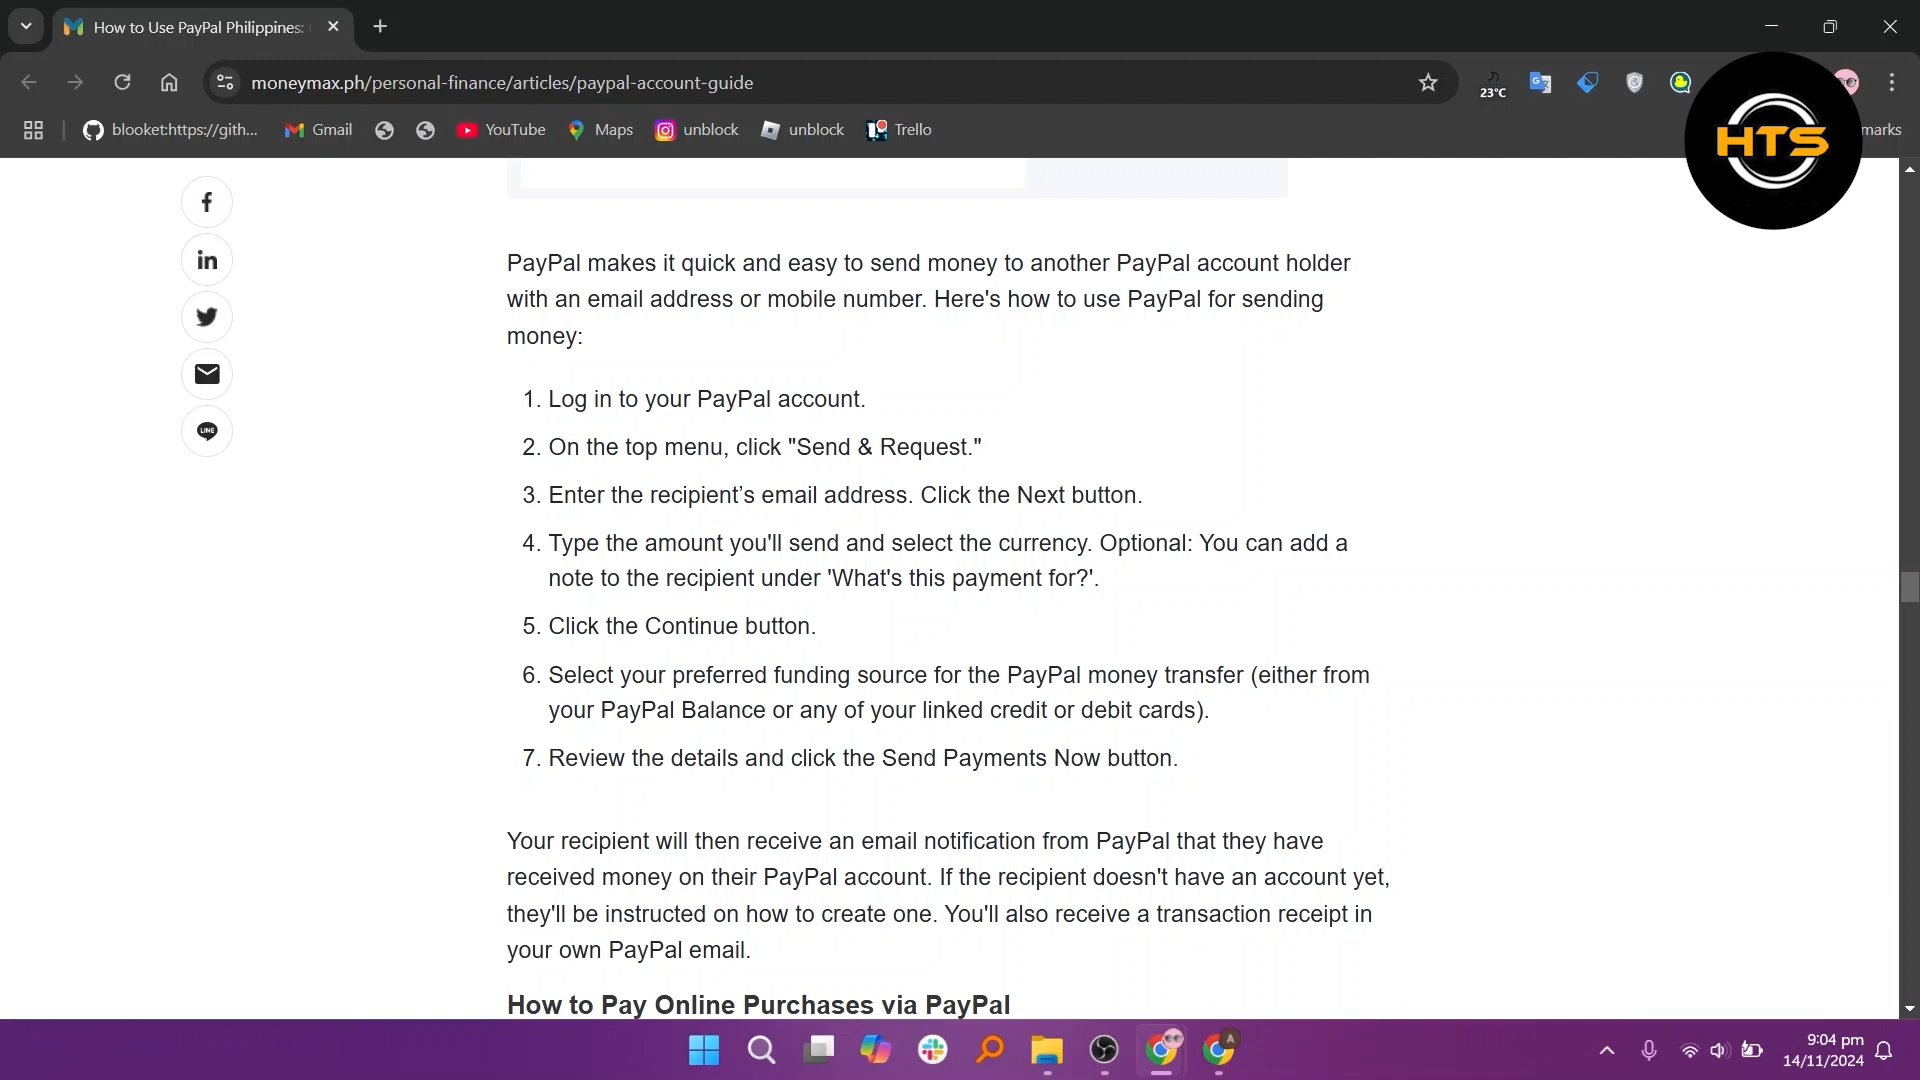 How to Use PayPal Philippines:
moneymax.ph/personal-finance/articles/paypal-account-guide
23°C
blooket:https://gith...
Gmail
YouTube
Maps
unblock
unblock
Trello
marks
HTS
PayPal makes it quick and easy to send money to another PayPal account holder
with an email address or mobile number. Here's how to use PayPal for sending
money:
1. Log in to your PayPal account.
2. On the top menu, click "Send & Request."
3. Enter the recipient’s email address. Click the Next button.
4. Type the amount you'll send and select the currency. Optional: You can add a
note to the recipient under 'What's this payment for?'.
5. Click the Continue button.
6. Select your preferred funding source for the PayPal money transfer (either from
your PayPal Balance or any of your linked credit or debit cards).
7. Review the details and click the Send Payments Now button.
Your recipient will then receive an email notification from PayPal that they have
received money on their PayPal account. If the recipient doesn't have an account yet,
they'll be instructed on how to create one. You'll also receive a transaction receipt in
your own PayPal email.
How to Pay Online Purchases via PayPal
LINE
A
9:04 pm
14/11/2024